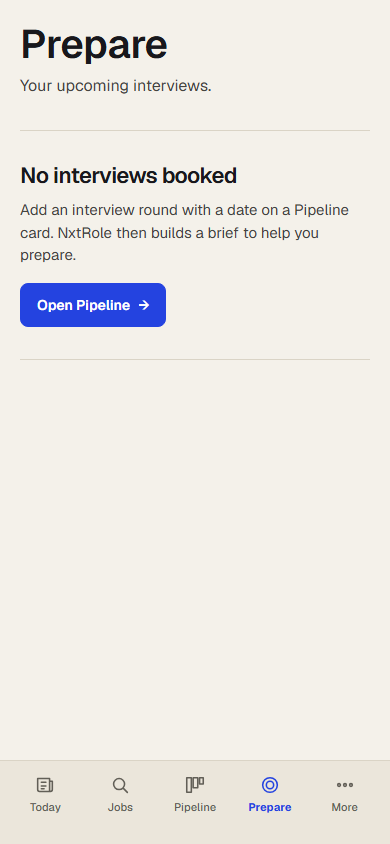 Prepare
Your upcoming interviews.
No interviews booked
Add an interview round with a date on a Pipeline
card. NxtRole then builds a brief to help you
prepare.
Open Pipeline →
Today
Jobs
Pipeline
Prepare
More